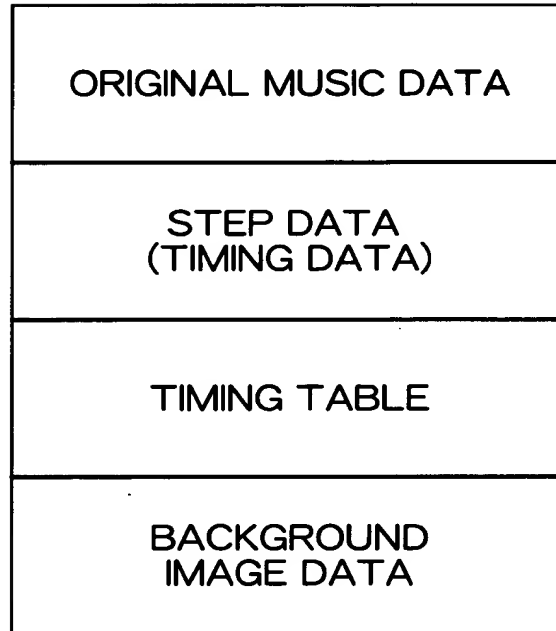 ORIGINAL MUSIC DATA
STEP DATA
(TIMING DATA)
TIMING TABLE
BACKGROUND
IMAGE DATA